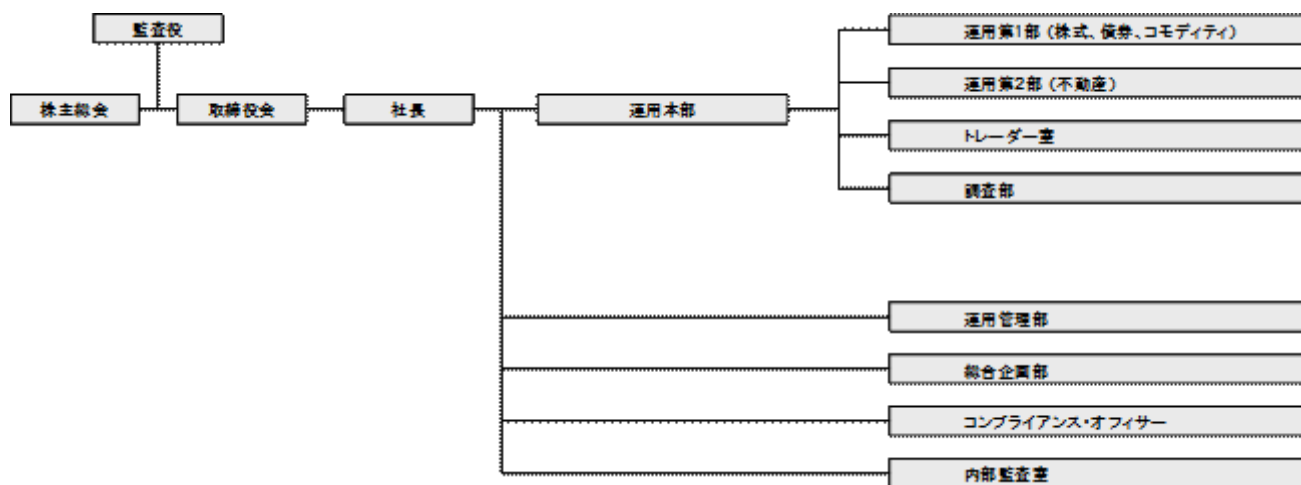 監査役
株主総会
取締役会
社長
運用本部
運用第1部（株式、債券、コモディティ）
運用第2部（不動産）
トレーダー室
調査部
運用管理部
総合企画部
コンプライアンス・オフィサー
内部監査室